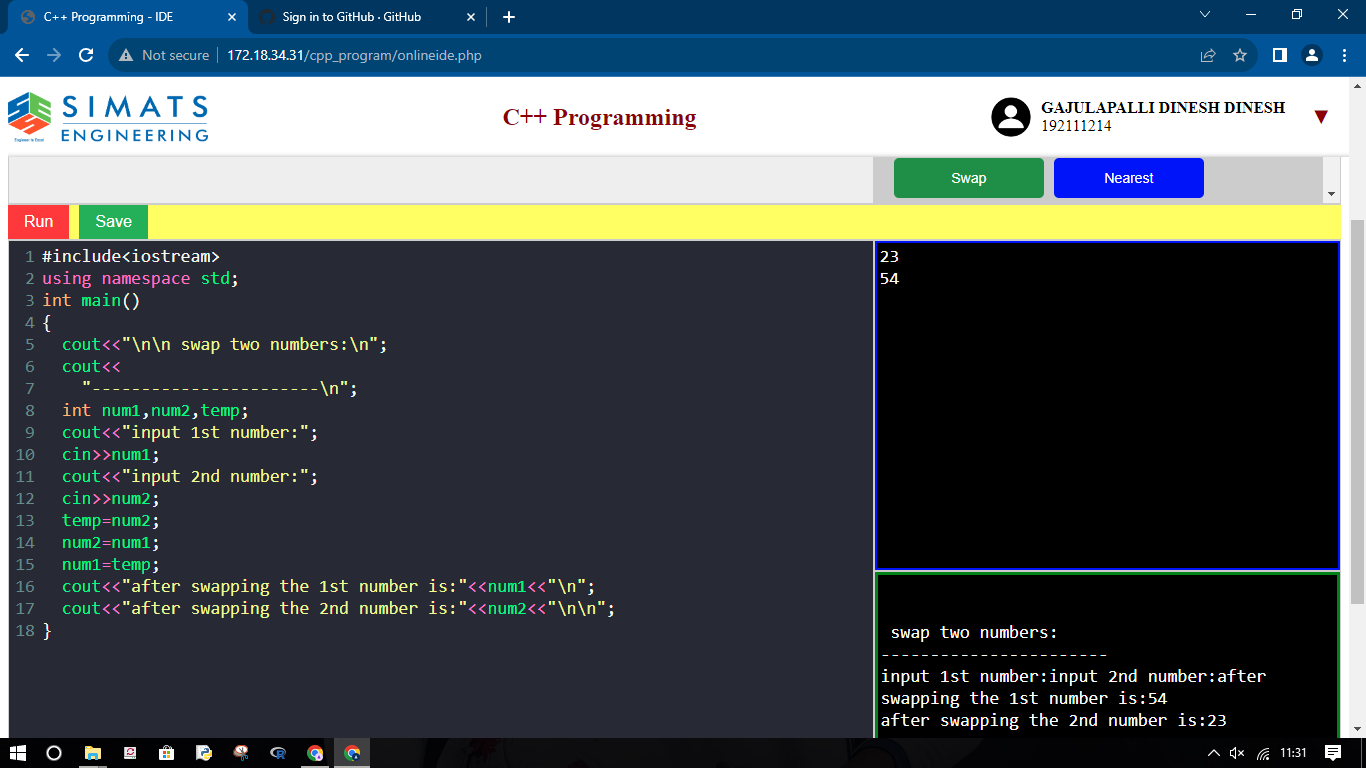 C++ Programming - IDE
Sign in to GitHub · GitHub
Not secure
172.18.34.31/cpp_program/onlineide.php
SIMATS
ENGINEERING
Engineer to Excel
C++ Programming
GAJULAPALLI DINESH DINESH
192111214
Swap
Nearest
Run
Save
1 #include<iostream>
2 using namespace std;
3 int main()
4 {
5   cout<<"\n\n swap two numbers:\n";
6   cout<<
7     "-----------------------\n";
8   int num1,num2,temp;
9   cout<<"input 1st number:";
10   cin>>num1;
11   cout<<"input 2nd number:";
12   cin>>num2;
13   temp=num2;
14   num2=num1;
15   num1=temp;
16   cout<<"after swapping the 1st number is:"<<num1<<"\n";
17   cout<<"after swapping the 2nd number is:"<<num2<<"\n\n";
18 }
23
54
swap two numbers:
-----------------------
input 1st number:input 2nd number:after
swapping the 1st number is:54
after swapping the 2nd number is:23
11:31